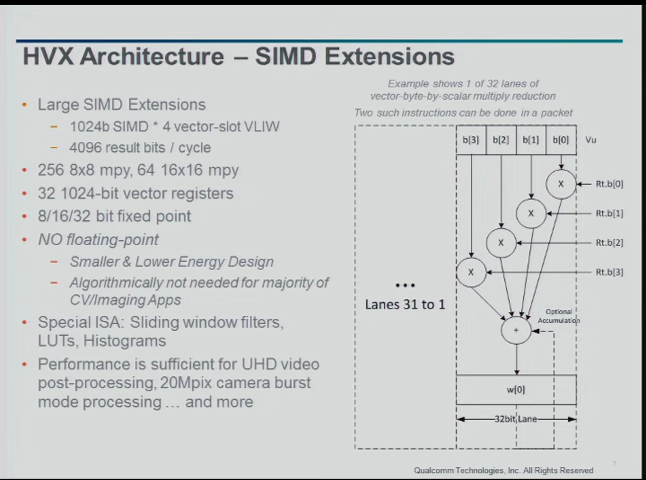 HVX Architecture – SIMD Extensions
• Large SIMD Extensions
– 1024b SIMD * 4 vector-slot VLIW
– 4096 result bits / cycle
• 256 8x8 mpy, 64 16x16 mpy
• 32 1024-bit vector registers
• 8/16/32 bit fixed point
• NO floating-point
– Smaller & Lower Energy Design
– Algorithmically not needed for majority of
CV/Imaging Apps
• Special ISA: Sliding window filters,
LUTs, Histograms
• Performance is sufficient for UHD video
post-processing, 20Mpix camera burst
mode processing … and more
Example shows 1 of 32 lanes of
vector-byte-by-scalar multiply reduction
Two such instructions can be done in a packet
b[3] b[2] b[1] b[0] Vu
X Rt.b[0]
X Rt.b[1]
X Rt.b[2]
X Rt.b[3]
•••
Lanes 31 to 1
Optional
Accumulation
+
w[0]
32bit Lane
Qualcomm Technologies, Inc. All Rights Reserved